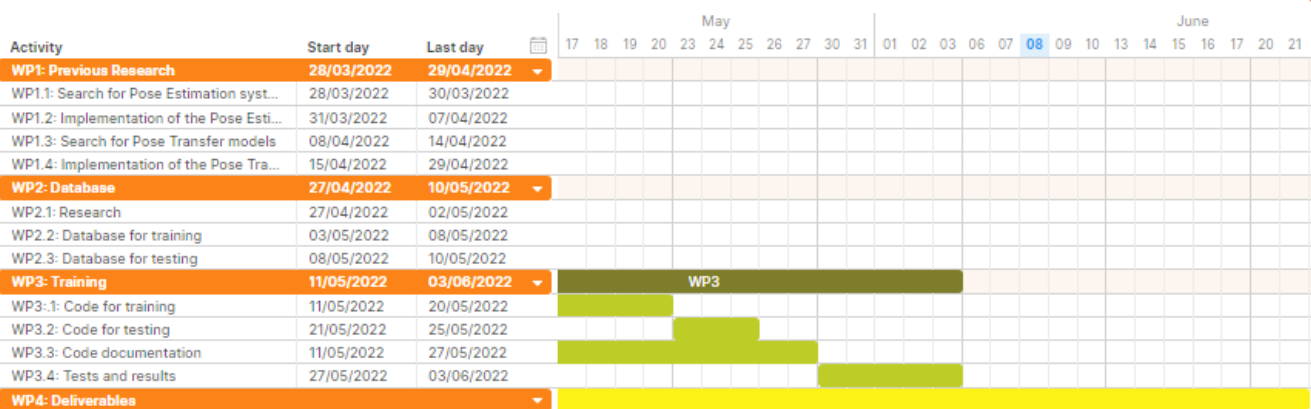 May June
Activity Start day Last day 17 18 19 20 23 24 25 26 27 30 31 01 02 03 06 07 08 09 10 13 14 15 16 17 20 21
WP1: Previous Research 28/03/2022 29/04/2022
WP1.1: Search for Pose Estimation syst... 28/03/2022 30/03/2022
WP1.2: Implementation of the Pose Esti... 31/03/2022 07/04/2022
WP1.3: Search for Pose Transfer models 08/04/2022 14/04/2022
WP1.4: Implementation of the Pose Tra... 15/04/2022 29/04/2022
WP2: Database 27/04/2022 10/05/2022
WP2.1: Research 27/04/2022 02/05/2022
WP2.2: Database for training 03/05/2022 08/05/2022
WP2.3: Database for testing 08/05/2022 10/05/2022
WP3: Training 11/05/2022 03/06/2022 WP3
WP3:.1: Code for training 11/05/2022 20/05/2022
WP3.2: Code for testing 21/05/2022 25/05/2022
WP3.3: Code documentation 11/05/2022 27/05/2022
WP3.4: Tests and results 27/05/2022 03/06/2022
WP4: Deliverables